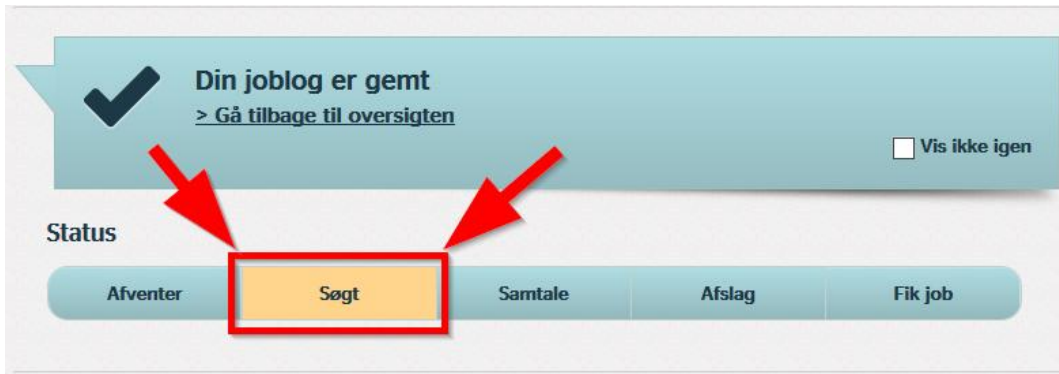 Din joblog er gemt
> Gå tilbage til oversigten
Vis ikke igen
Status
Afventer Søgt Samtale Afslag Fik job